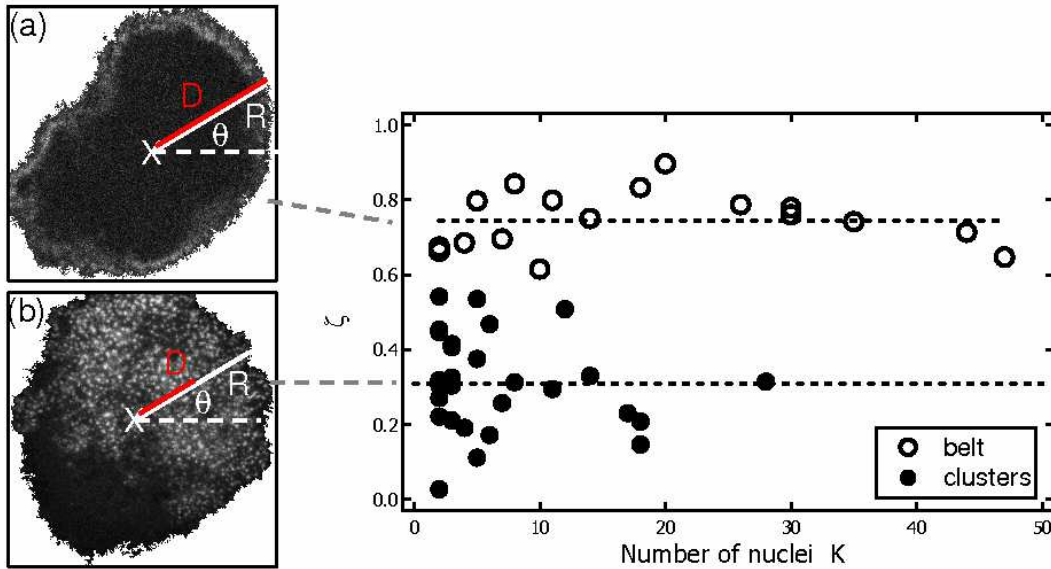 (a)
D
R
θ
X
(b)
D
R
θ
X
ζ
1.0
0.8
0.6
0.4
0.2
0.0
0
10
20
30
40
50
Number of nuclei K
belt
clusters